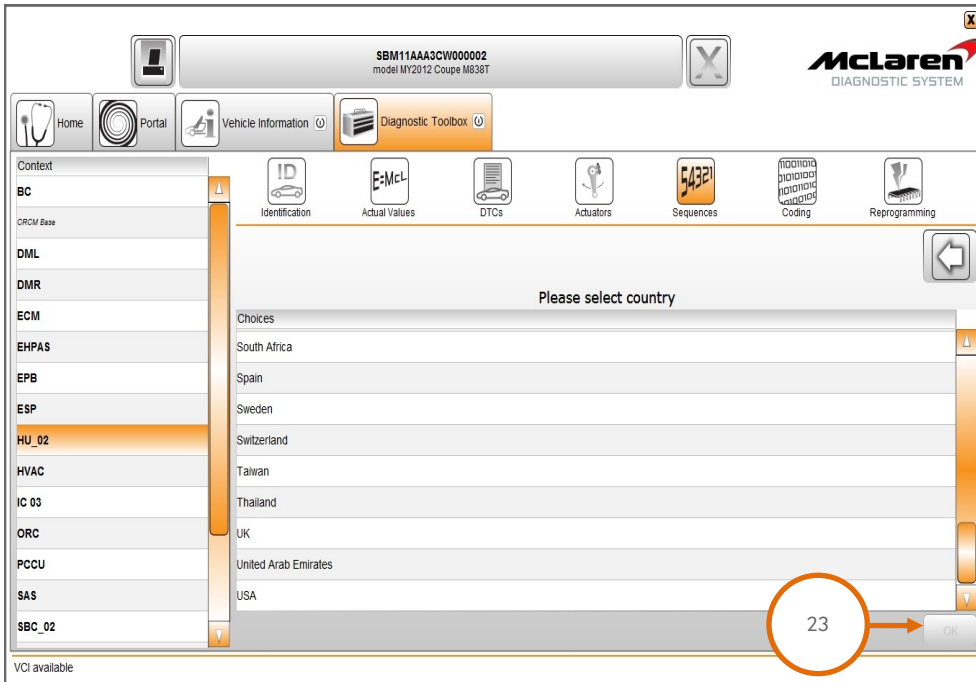 X
SBM11AAA3CW000002
model MY2012 Coupe M838T
McLaren
DIAGNOSTIC SYSTEM
Home
Portal
Vehicle Information
Diagnostic Toolbox
Context
BC
CRCM Base
DML
DMR
ECM
EHPAS
EPB
ESP
HU_02
HVAC
IC 03
ORC
PCCU
SAS
SBC_02
ID
E=McL
54321
Identification
Actual Values
DTCs
Actuators
Sequences
Coding
Reprogramming
Please select country
Choices
South Africa
Spain
Sweden
Switzerland
Taiwan
Thailand
UK
United Arab Emirates
USA
23
OK
VCI available